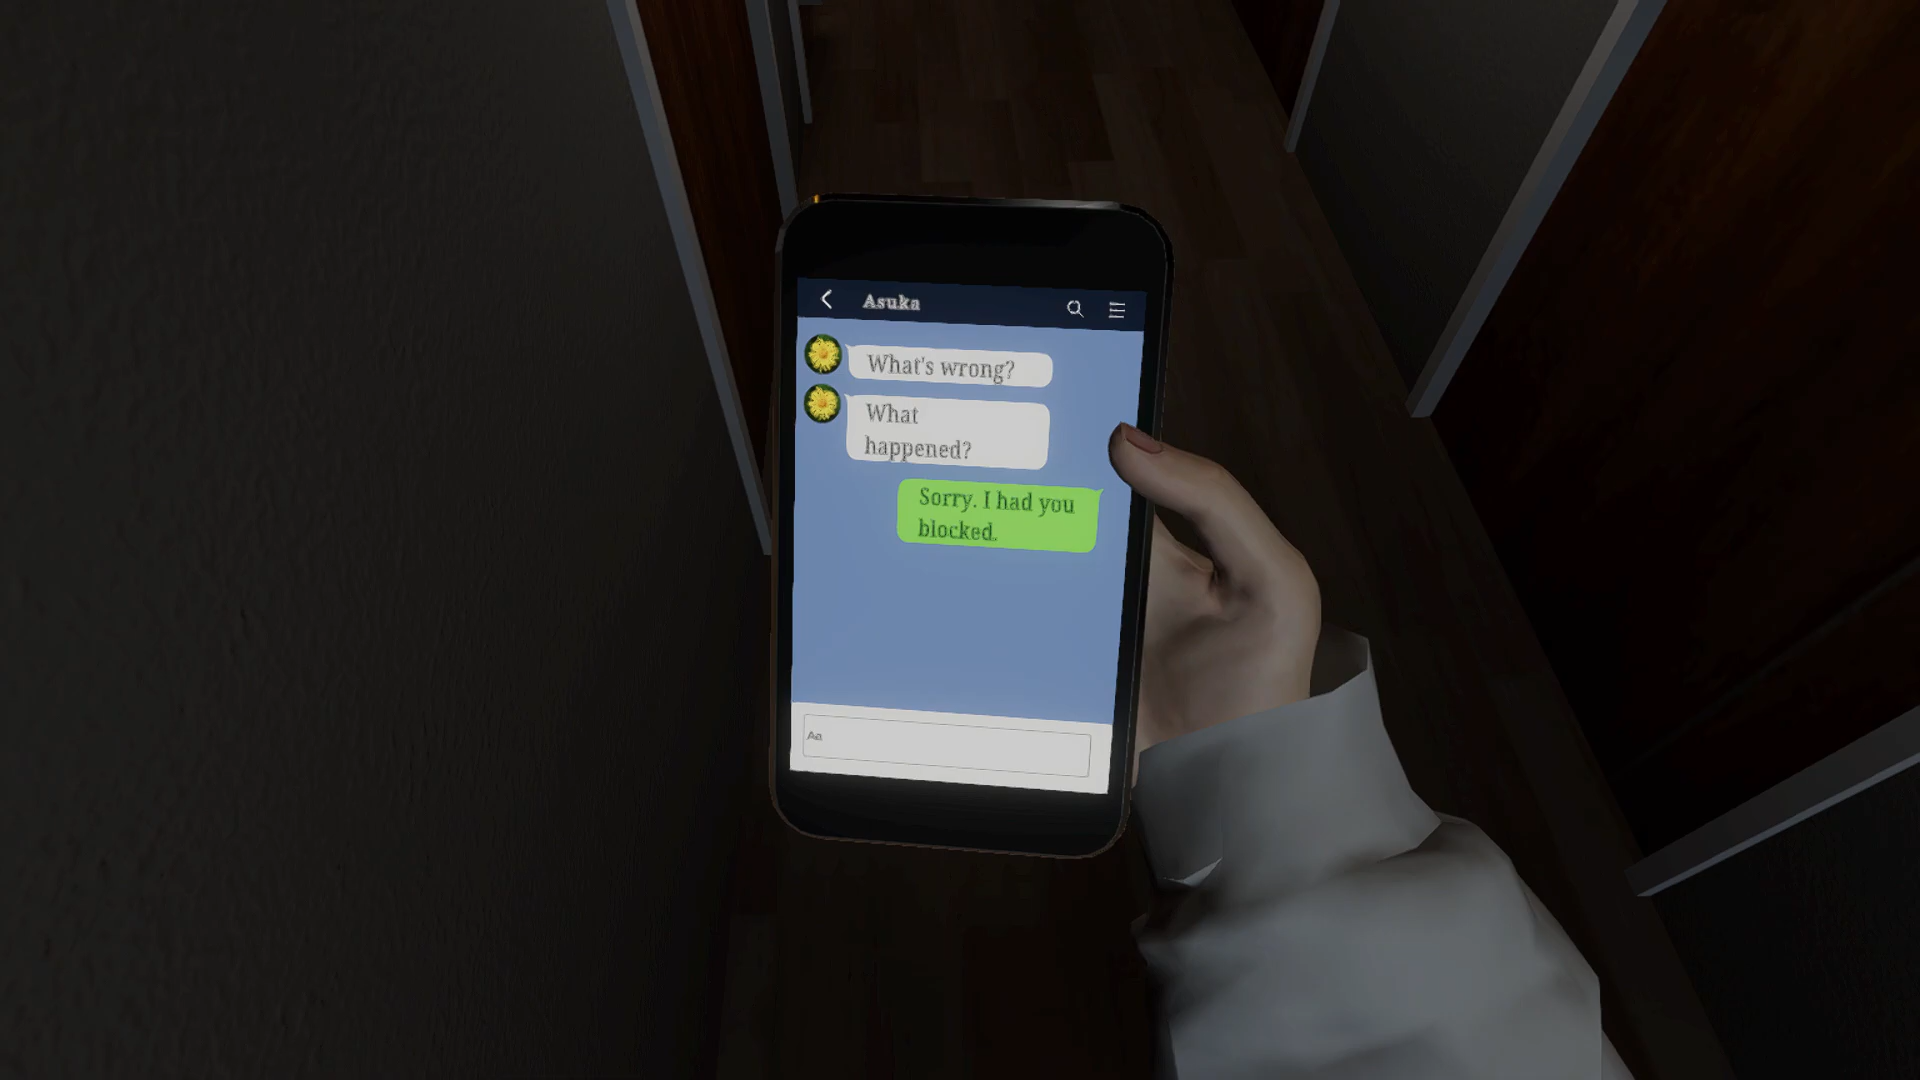 Asuka
What's wrong?
What
happened?
Sorry. I had you
blocked.
Aa